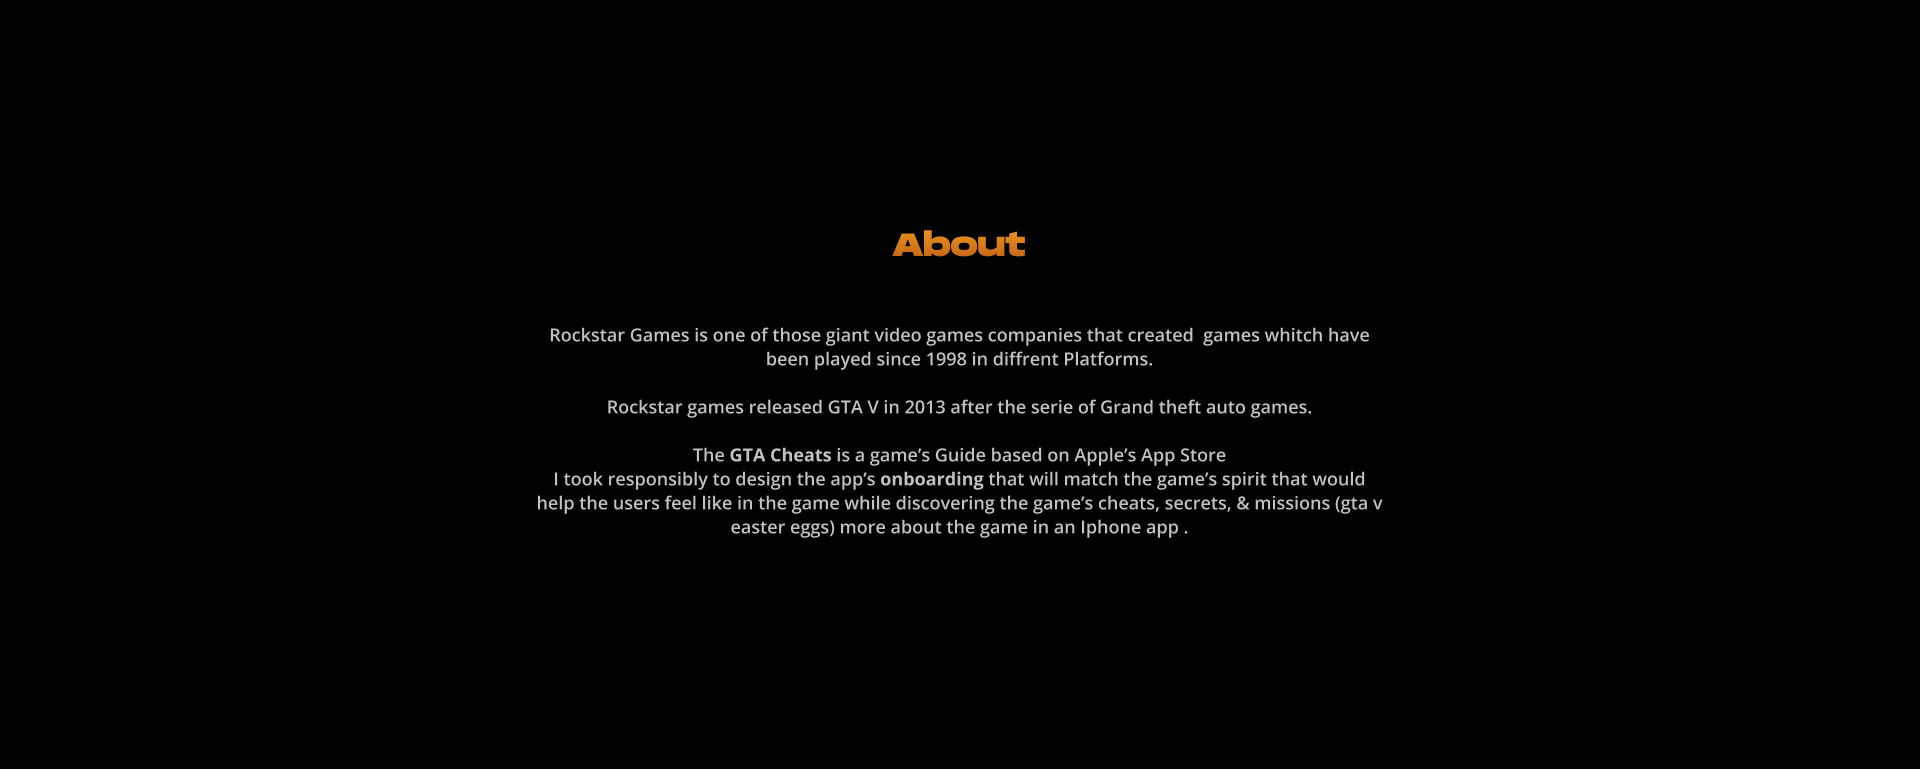 About
Rockstar Games is one of those giant video games companies that created  games whitch have
been played since 1998 in diffrent Platforms.
Rockstar games released GTA V in 2013 after the serie of Grand theft auto games.
The GTA Cheats is a game’s Guide based on Apple’s App Store
I took responsibly to design the app’s onboarding that will match the game’s spirit that would
help the users feel like in the game while discovering the game’s cheats, secrets, & missions (gta v
easter eggs) more about the game in an Iphone app .